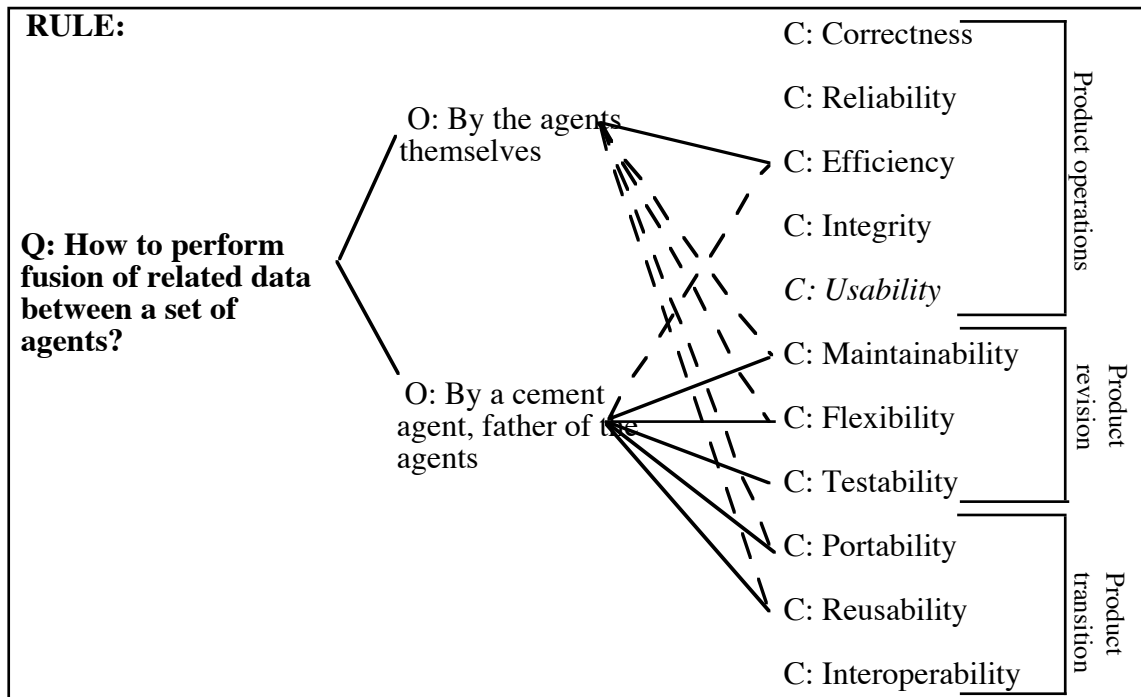 RULE:
Q: How to perform
fusion of related data
between a set of
agents?
O: By the agents
themselves
O: By a cement
agent, father of the
agents
C: Correctness
C: Reliability
C: Efficiency
C: Integrity
C: Usability
C: Maintainability
C: Flexibility
C: Testability
C: Portability
C: Reusability
C: Interoperability
Product operations
Product
revision
Product
transition